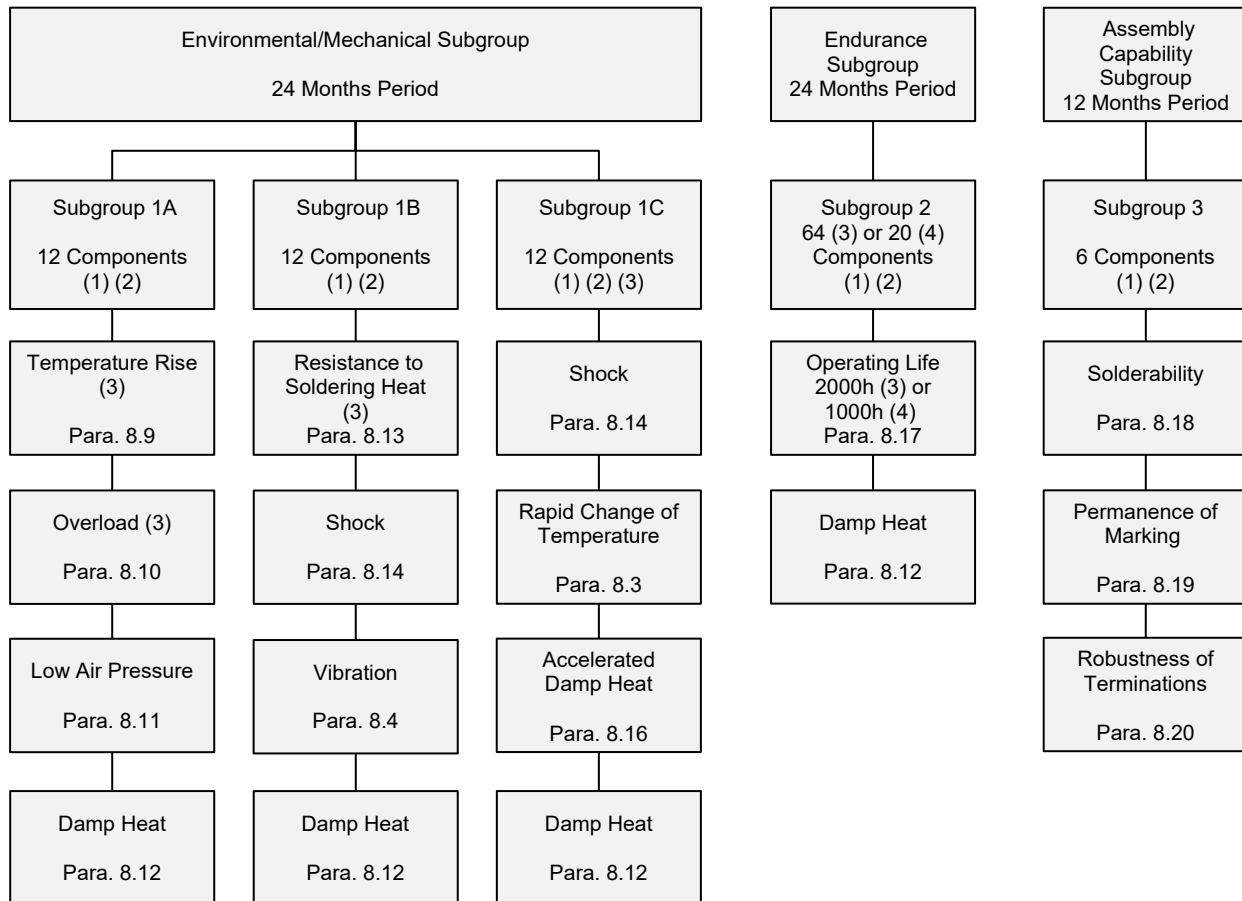 Environmental/Mechanical Subgroup
24 Months Period
Endurance
Subgroup
24 Months Period
Assembly
Capability
Subgroup
12 Months Period
Subgroup 1A
12 Components
(1) (2)
Subgroup 1B
12 Components
(1) (2)
Subgroup 1C
12 Components
(1) (2) (3)
Subgroup 2
64 (3) or 20 (4)
Components
(1) (2)
Subgroup 3
6 Components
(1) (2)
Temperature Rise
(3)
Para. 8.9
Resistance to
Soldering Heat
(3)
Para. 8.13
Shock
Para. 8.14
Operating Life
2000h (3) or
1000h (4)
Para. 8.17
Solderability
Para. 8.18
Overload (3)
Para. 8.10
Shock
Para. 8.14
Rapid Change of
Temperature
Para. 8.3
Damp Heat
Para. 8.12
Permanence of
Marking
Para. 8.19
Low Air Pressure
Para. 8.11
Vibration
Para. 8.4
Accelerated
Damp Heat
Para. 8.16
Robustness of
Terminations
Para. 8.20
Damp Heat
Para. 8.12
Damp Heat
Para. 8.12
Damp Heat
Para. 8.12